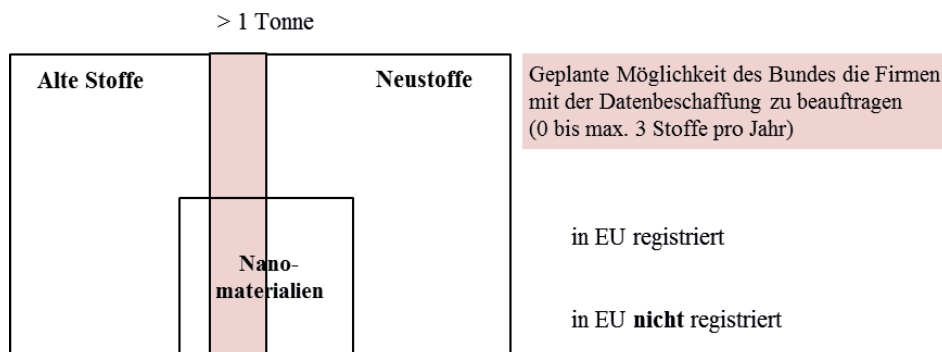 > 1 Tonne
Alte Stoffe
Neustoffe
Geplante Möglichkeit des Bundes die Firmen
mit der Datenbeschaffung zu beauftragen
(0 bis max. 3 Stoffe pro Jahr)
in EU registriert
Nano-
materialien
in EU nicht registriert